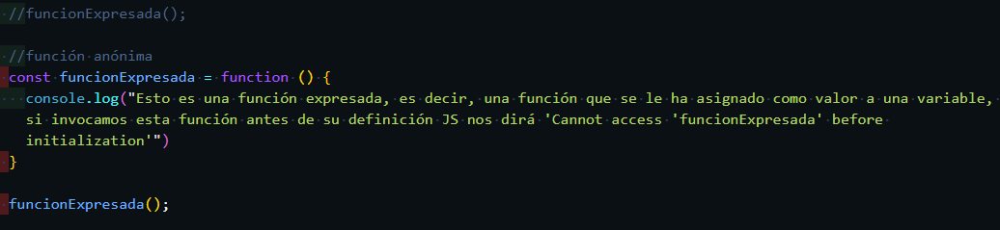 //funcionExpresada();
//función anónima
const funcionExpresada = function () {
console.log("Esto es una función expresada, es decir, una función que se le ha asignado como valor a una variable,
si invocamos esta función antes de su definición JS nos dirá 'Cannot access 'funcionExpresada' before
initialization'")
}
funcionExpresada();